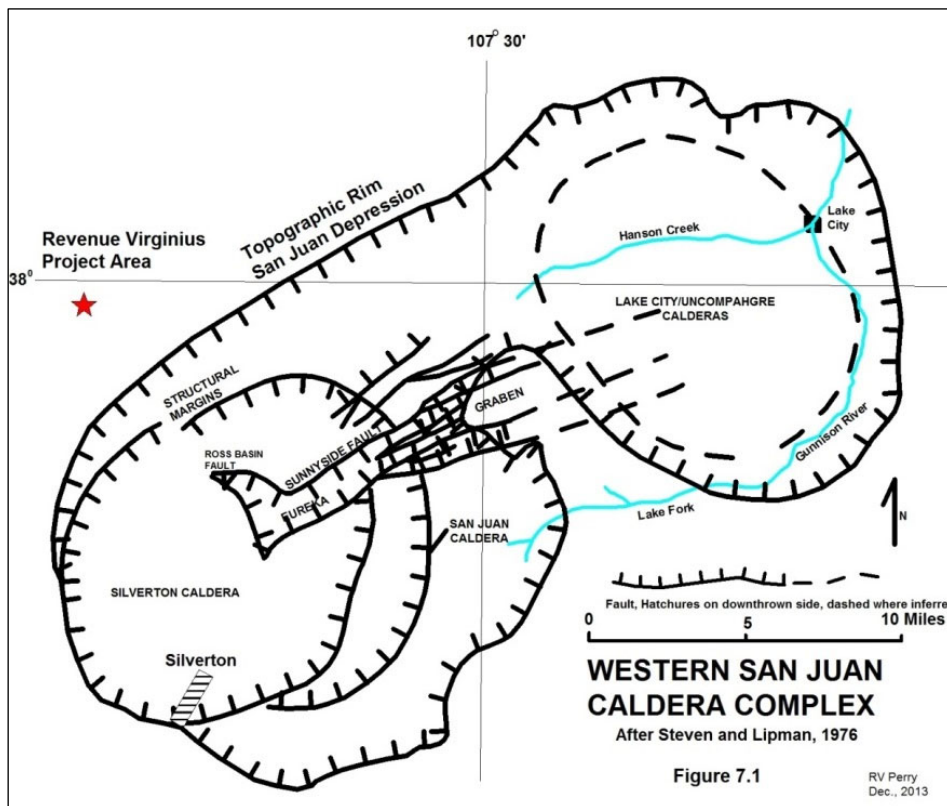 107° 30'
Topographic Rim
San Juan Depression
Revenue Virginius
Project Area
38°
Lake
City
Hanson Creek
LAKE CITY/UNCOMPAHGRE
CALDERAS
STRUCTURAL
MARGINS
GRABEN
SUNNYSIDE FAULT
ROSS BASIN
FAULT
EUREKA
Gunnison River
Lake Fork
SAN JUAN
CALDERA
N
SILVERTON CALDERA
Fault, Hatchures on downthrown side, dashed where inferre
0 5 10 Miles
Silverton
WESTERN SAN JUAN
CALDERA COMPLEX
After Steven and Lipman, 1976
Figure 7.1
RV Perry
Dec., 2013